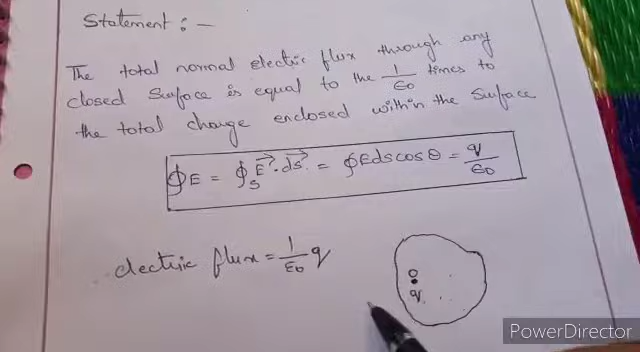 Statement : -
The total normal electric flux through any
closed Surface is equal to the 1/ε0 times to
the total charge enclosed within the Surface
ϕE = ∮S E⃗ . ds⃗ = ∮Eds cosθ = q/ε0
electric flux = 1/ε0 q
O
q
PowerDirector